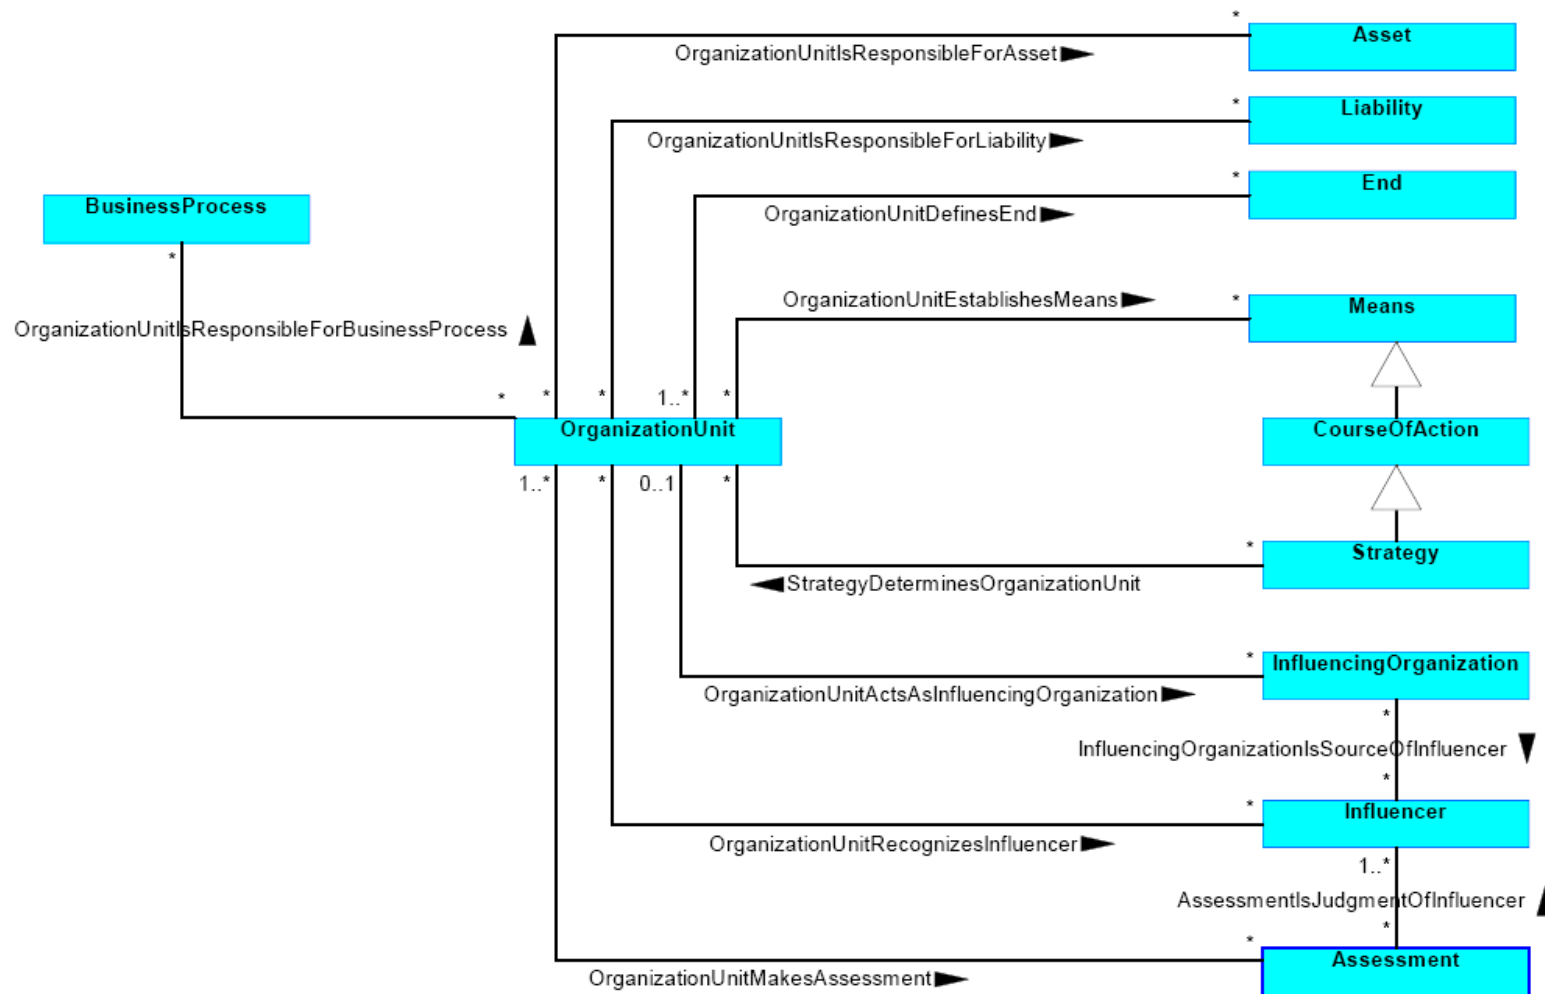 *
Asset
OrganizationUnitIsResponsibleForAsset
*
Liability
OrganizationUnitIsResponsibleForLiability
*
End
BusinessProcess
OrganizationUnitDefinesEnd
*
OrganizationUnitEstablishesMeans
*
Means
OrganizationUnitIsResponsibleForBusinessProcess
*
*
*
1..*
*
OrganizationUnit
CourseOfAction
1..*
*
0..1
*
*
Strategy
StrategyDeterminesOrganizationUnit
*
InfluencingOrganization
OrganizationUnitActsAsInfluencingOrganization
*
InfluencingOrganizationIsSourceOfInfluencer
*
*
Influencer
OrganizationUnitRecognizesInfluencer
1..*
AssessmentIsJudgmentOfInfluencer
*
*
Assessment
OrganizationUnitMakesAssessment